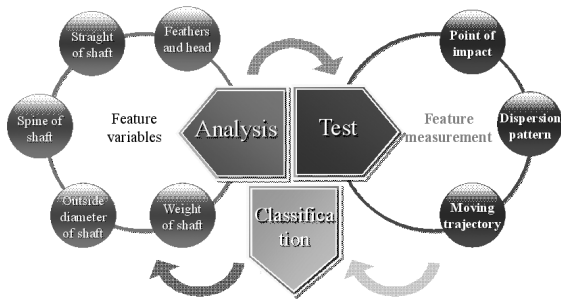 Straight
of shaft
Feathers
and head
Spine of
shaft
Feature
variables
Outside
diameter
of shaft
Weight
of shaft
Analysis
Test
Classifica
tion
Point of
impact
Feature
measurement
Dispersion
pattern
Moving
trajectory